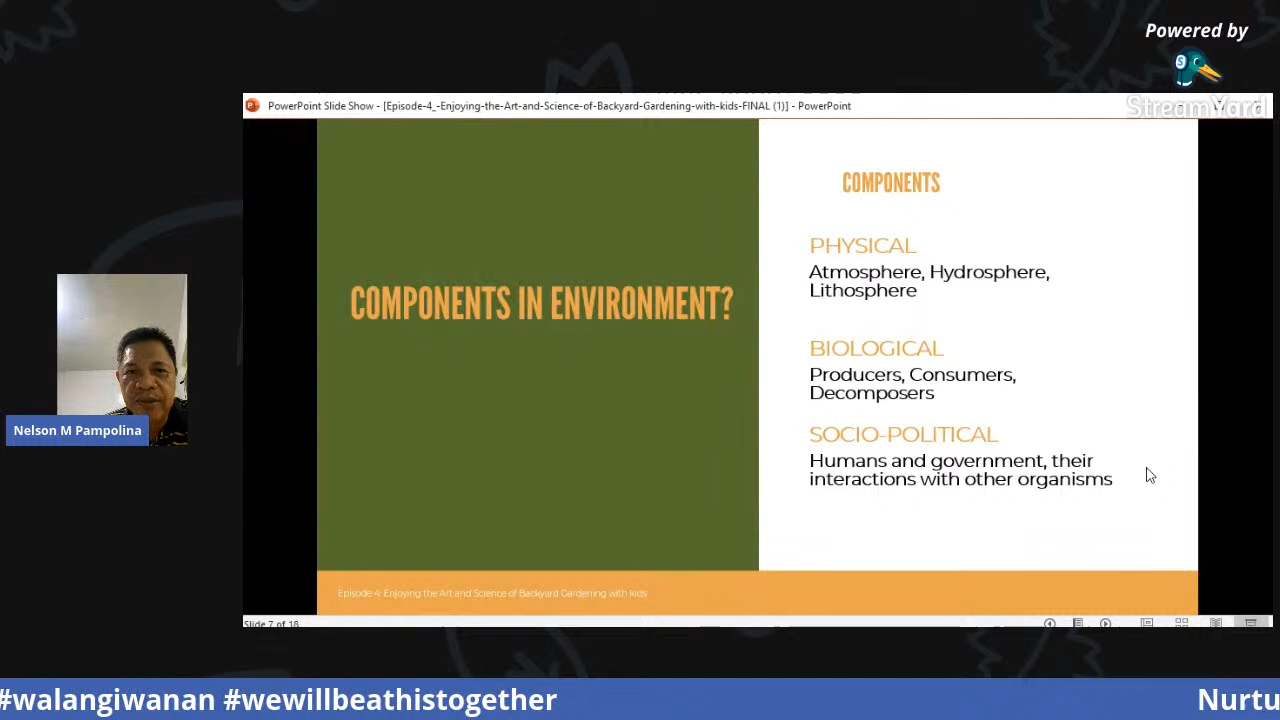 Powered by
StreamYard
PowerPoint Slide Show - [Episode-4_-Enjoying-the-Art-and-Science-of-Backyard-Gardening-with-kids-FINAL (1)] - PowerPoint
COMPONENTS IN ENVIRONMENT?
COMPONENTS
PHYSICAL
Atmosphere, Hydrosphere,
Lithosphere
BIOLOGICAL
Producers, Consumers,
Decomposers
SOCIO-POLITICAL
Humans and government, their
interactions with other organisms
Episode 4: Enjoying the Art and Science of Backyard Gardening with kids
Slide 7 of 18
Nelson M Pampolina
#walangiwanan #wewillbeathistogether
Nurtu